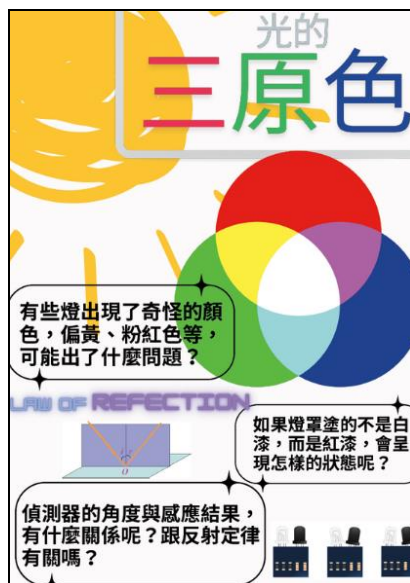 光的
三原色
有些燈出現了奇怪的顏
色，偏黃、粉紅色等，
可能出了什麼問題？
LAW OF REFECTION
如果燈罩塗的不是白
漆，而是紅漆，會呈
現怎樣的狀態呢？
偵測器的角度與感應結果，
有什麼關係呢？跟反射定律
有關嗎？